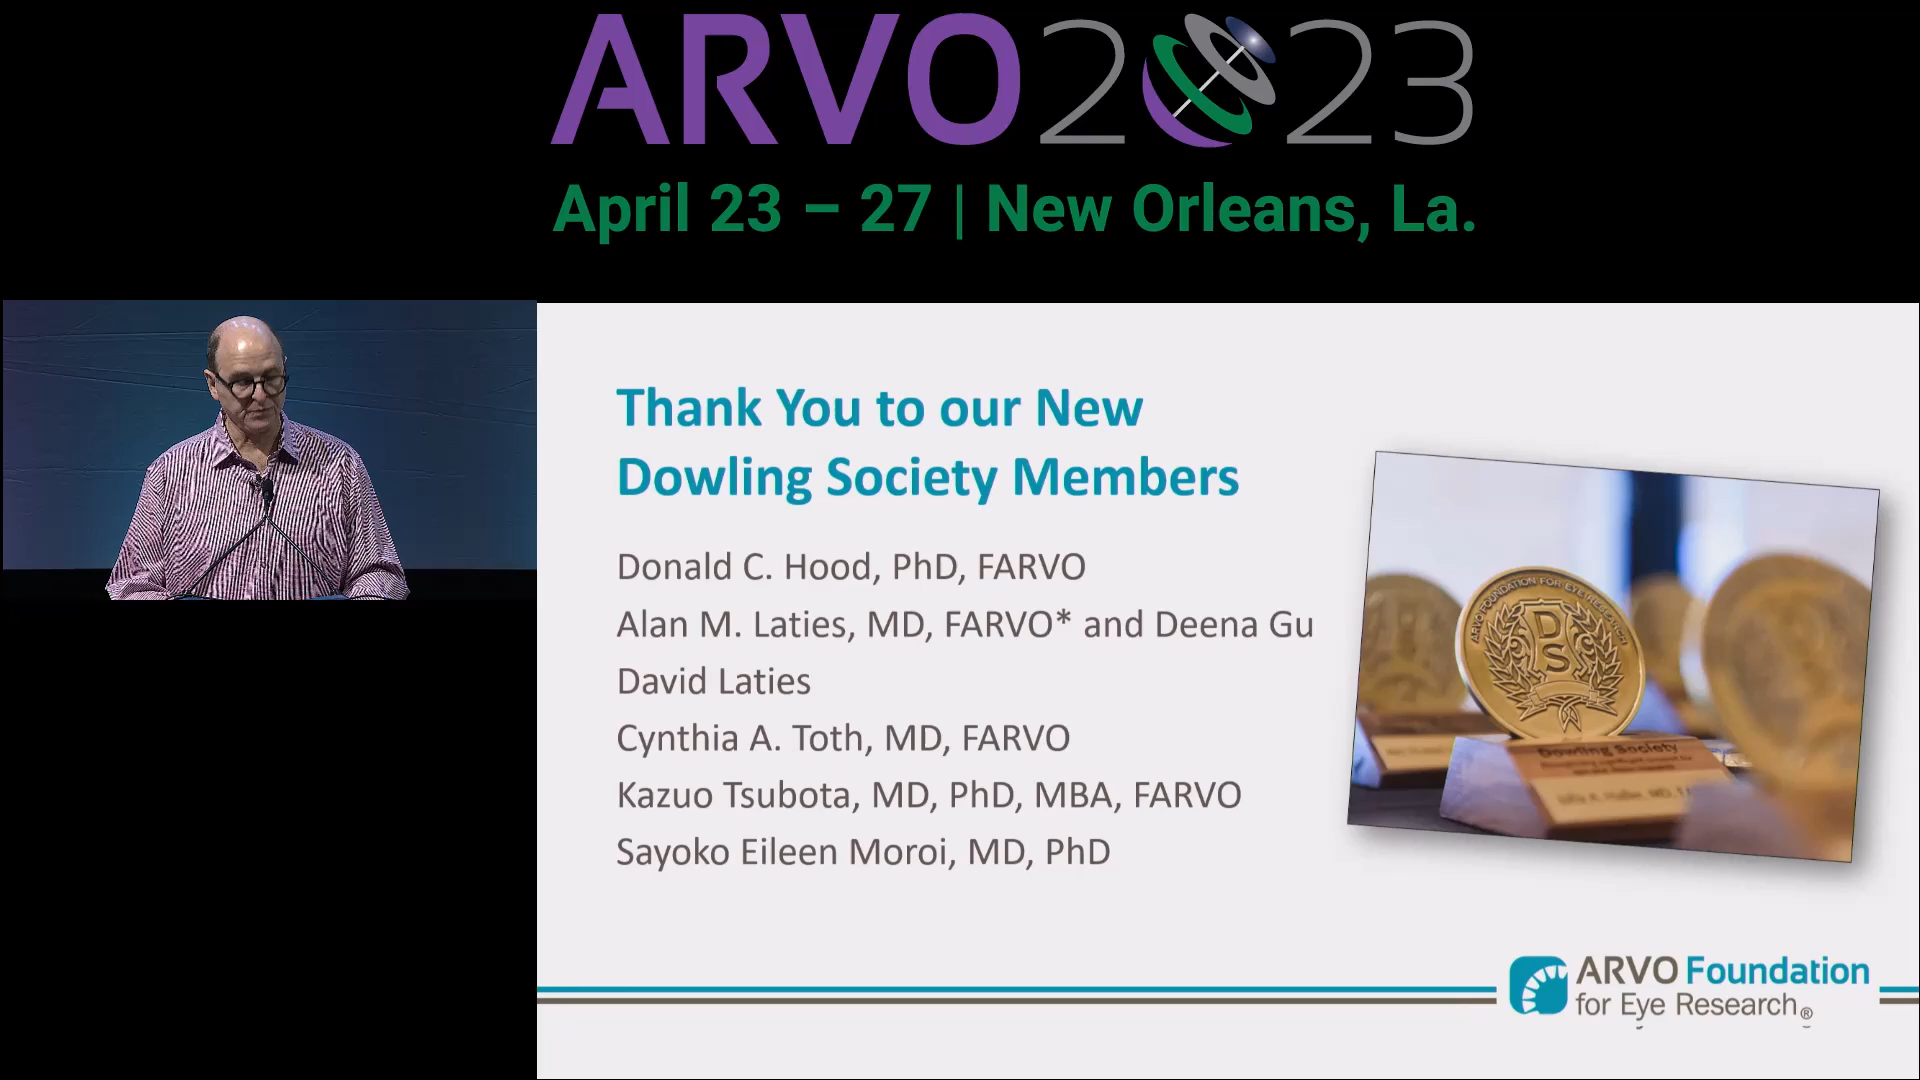 ARVO2023
April 23 – 27 | New Orleans, La.
Thank You to our New
Dowling Society Members
Donald C. Hood, PhD, FARVO
Alan M. Laties, MD, FARVO* and Deena Gu
David Laties
Cynthia A. Toth, MD, FARVO
Kazuo Tsubota, MD, PhD, MBA, FARVO
Sayoko Eileen Moroi, MD, PhD
ARVO FOUNDATION FOR EYE RESEARCH
DS
Dowling Society
ARVO Foundation
for Eye Research®